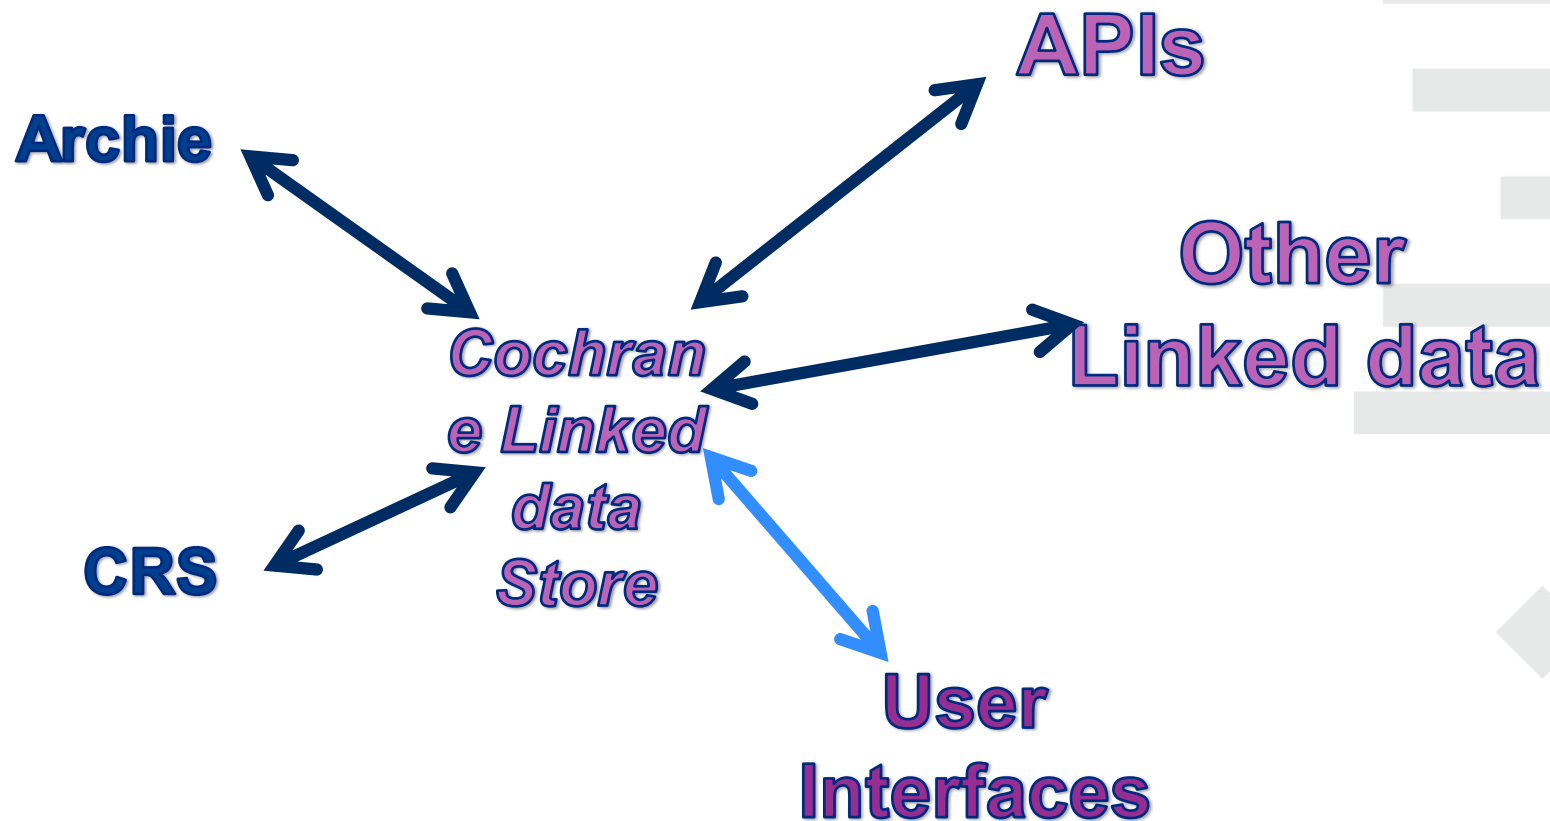 APIs
Archie
Other
Linked data
Cochran
e Linked
data
Store
CRS
User
Interfaces